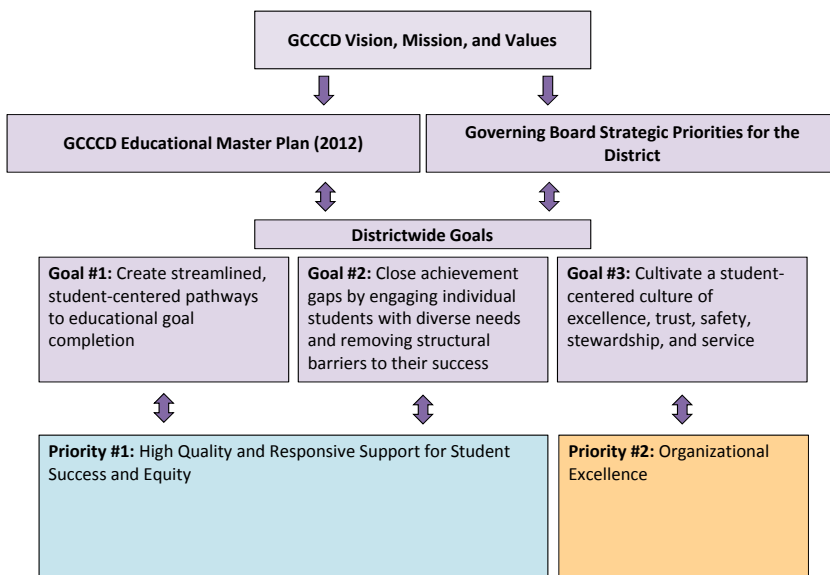 GCCCD Vision, Mission, and Values
GCCCD Educational Master Plan (2012)
Governing Board Strategic Priorities for the
District
Districtwide Goals
Goal #1: Create streamlined,
student-centered pathways
to educational goal
completion
Goal #2: Close achievement
gaps by engaging individual
students with diverse needs
and removing structural
barriers to their success
Goal #3: Cultivate a student-
centered culture of
excellence, trust, safety,
stewardship, and service
Priority #1: High Quality and Responsive Support for Student
Success and Equity
Priority #2: Organizational
Excellence